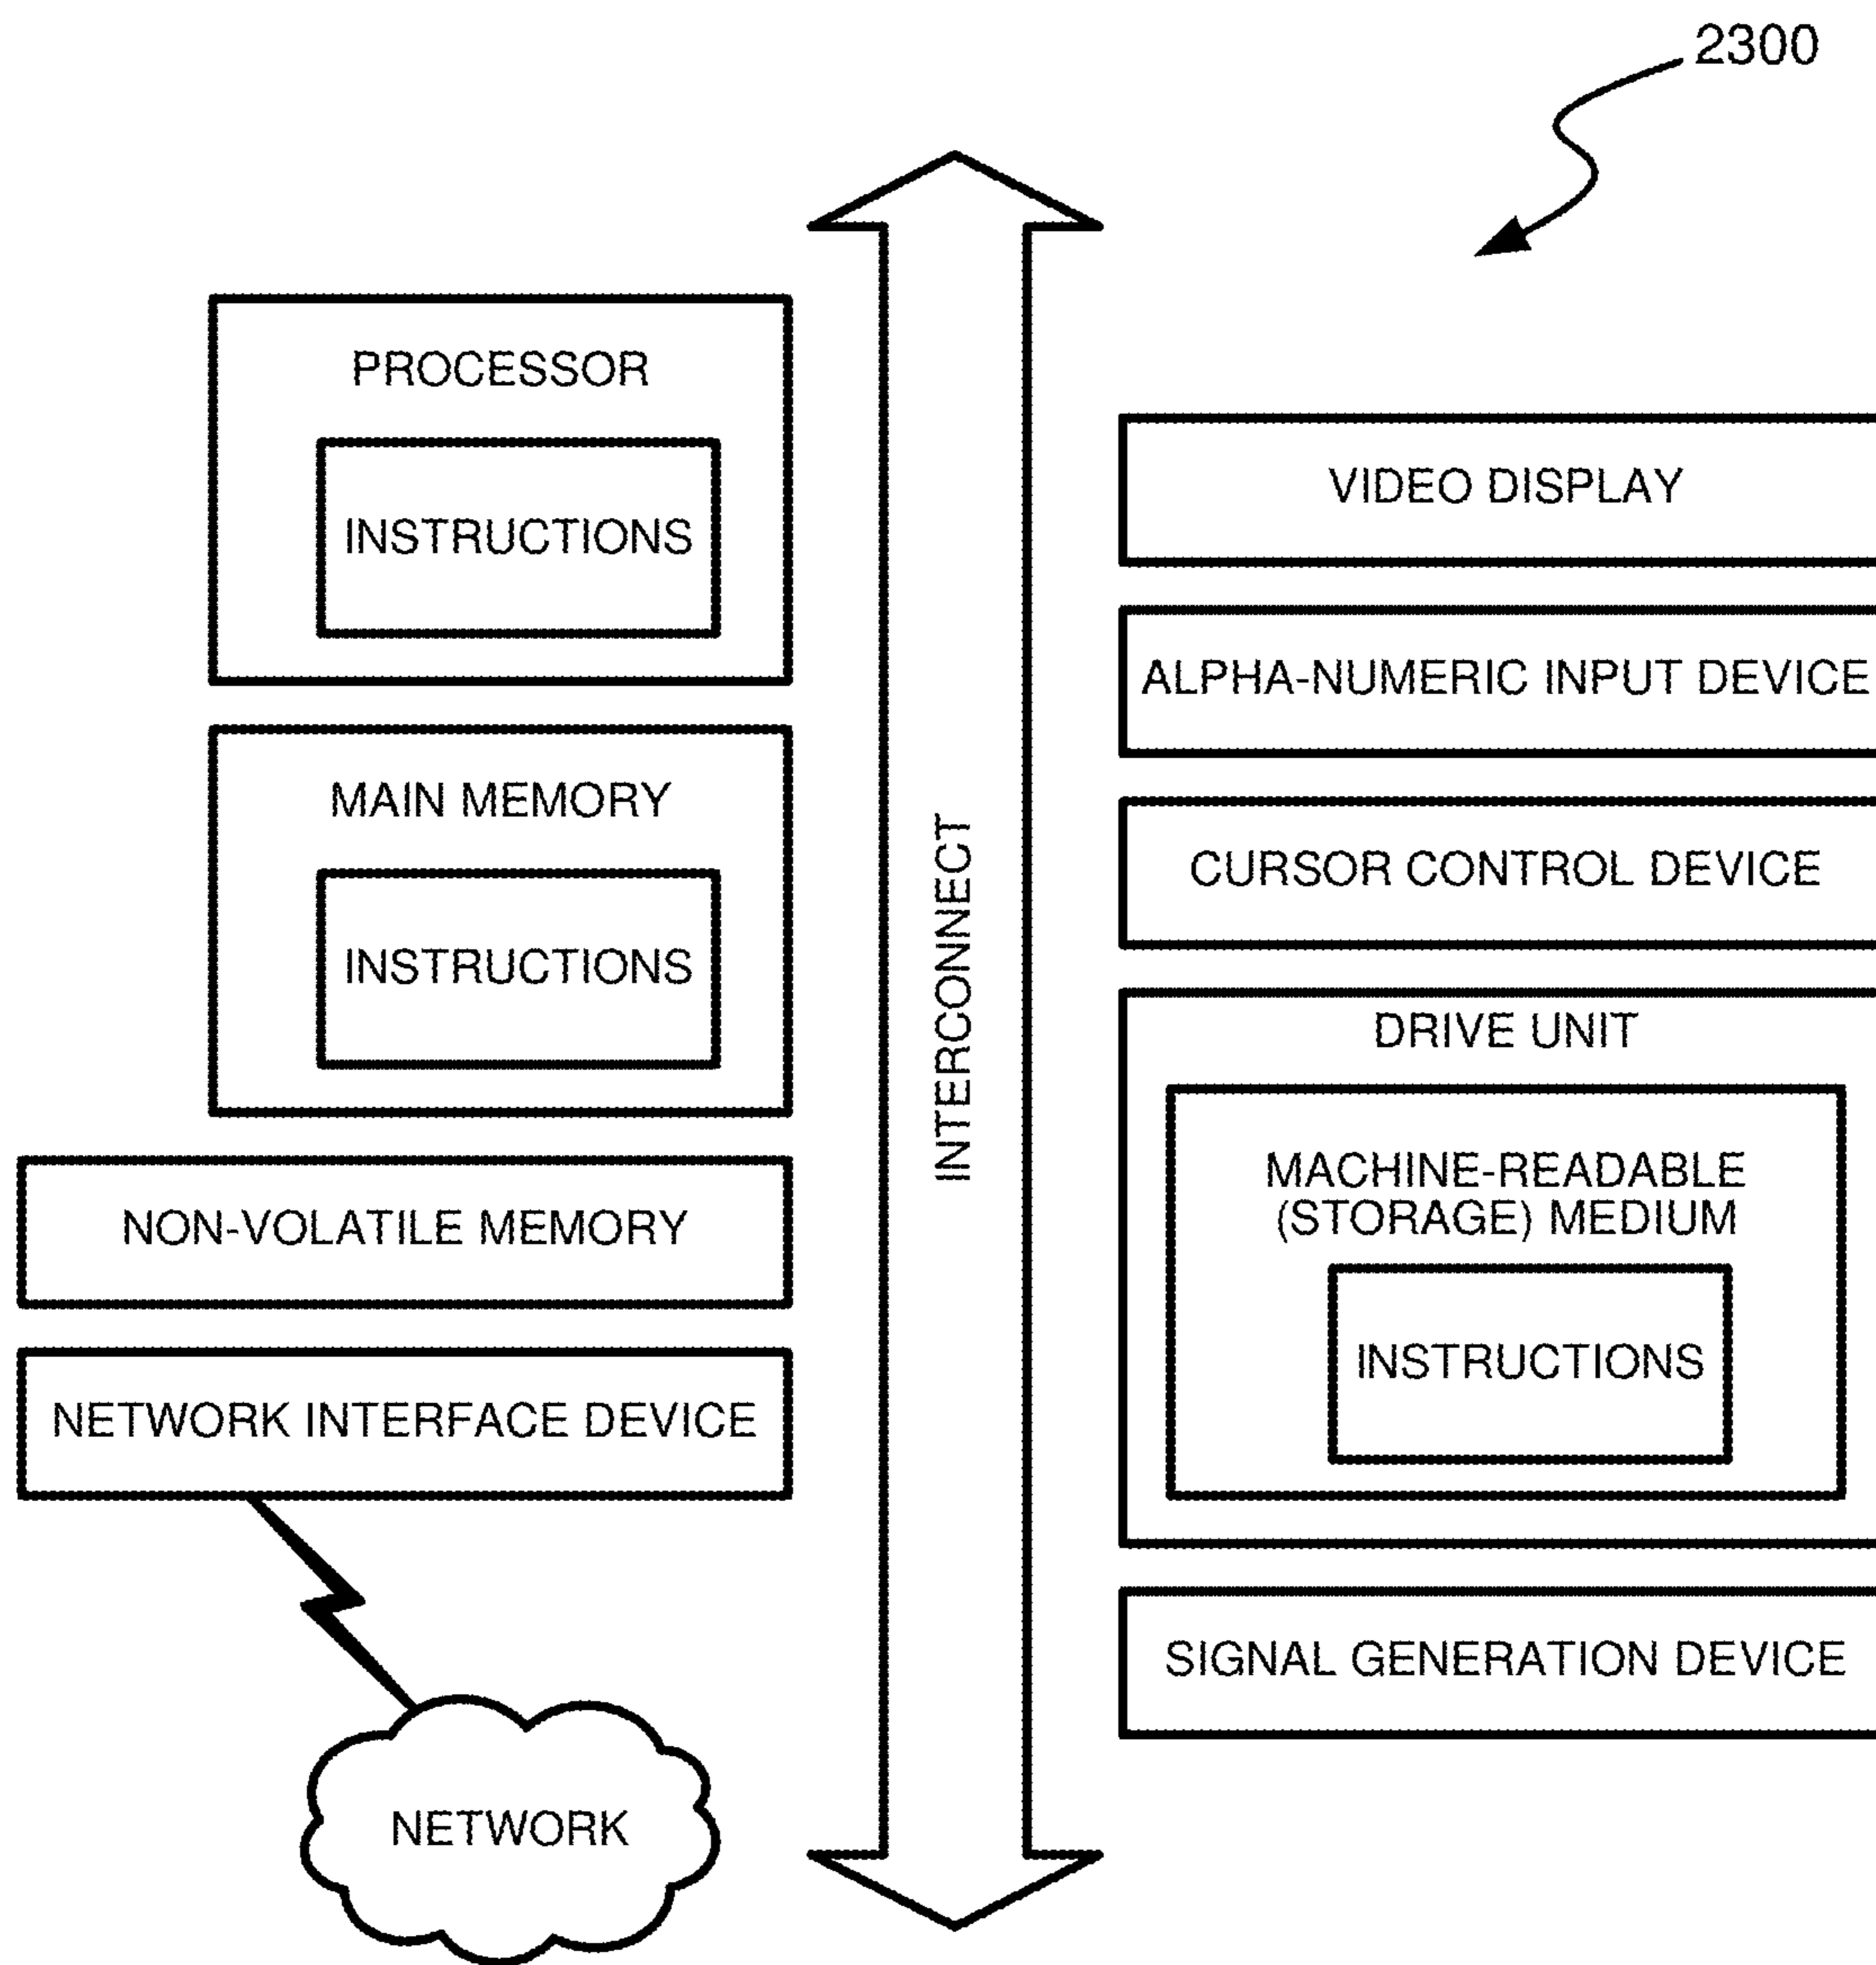 2300
PROCESSOR
INSTRUCTIONS
MAIN MEMORY
INSTRUCTIONS
NON-VOLATILE MEMORY
NETWORK INTERFACE DEVICE
NETWORK
INTERCONNECT
VIDEO DISPLAY
ALPHA-NUMERIC INPUT DEVICE
CURSOR CONTROL DEVICE
DRIVE UNIT
MACHINE-READABLE
(STORAGE) MEDIUM
INSTRUCTIONS
SIGNAL GENERATION DEVICE